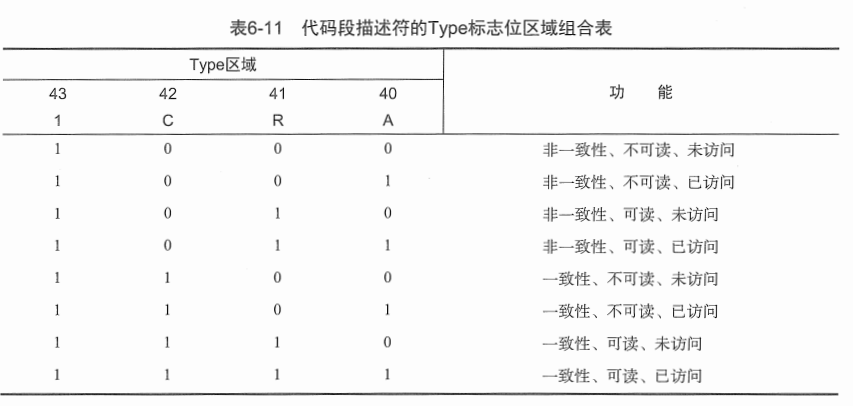 表6-11 代码段描述符的Type标志位区域组合表
Type区域
43 42 41 40 功 能
1 C R A
1 0 0 0 非一致性、不可读、未访问
1 0 0 1 非一致性、不可读、已访问
1 0 1 0 非一致性、可读、未访问
1 0 1 1 非一致性、可读、已访问
1 1 0 0 一致性、不可读、未访问
1 1 0 1 一致性、不可读、已访问
1 1 1 0 一致性、可读、未访问
1 1 1 1 一致性、可读、已访问